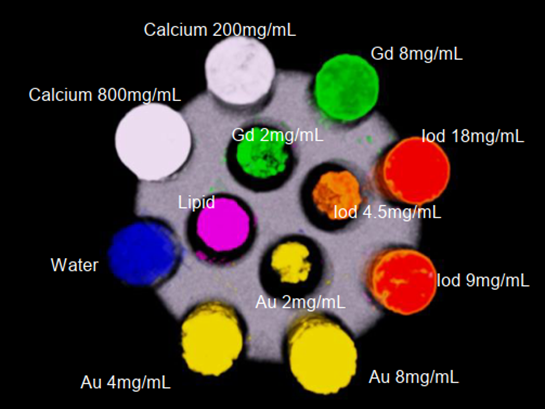 Calcium 200mg/mL
Gd 8mg/mL
Calcium 800mg/mL
Gd 2mg/mL
Iod 18mg/mL
Lipid
Iod 4.5mg/mL
Water
Iod 9mg/mL
Au 2mg/mL
Au 4mg/mL
Au 8mg/mL